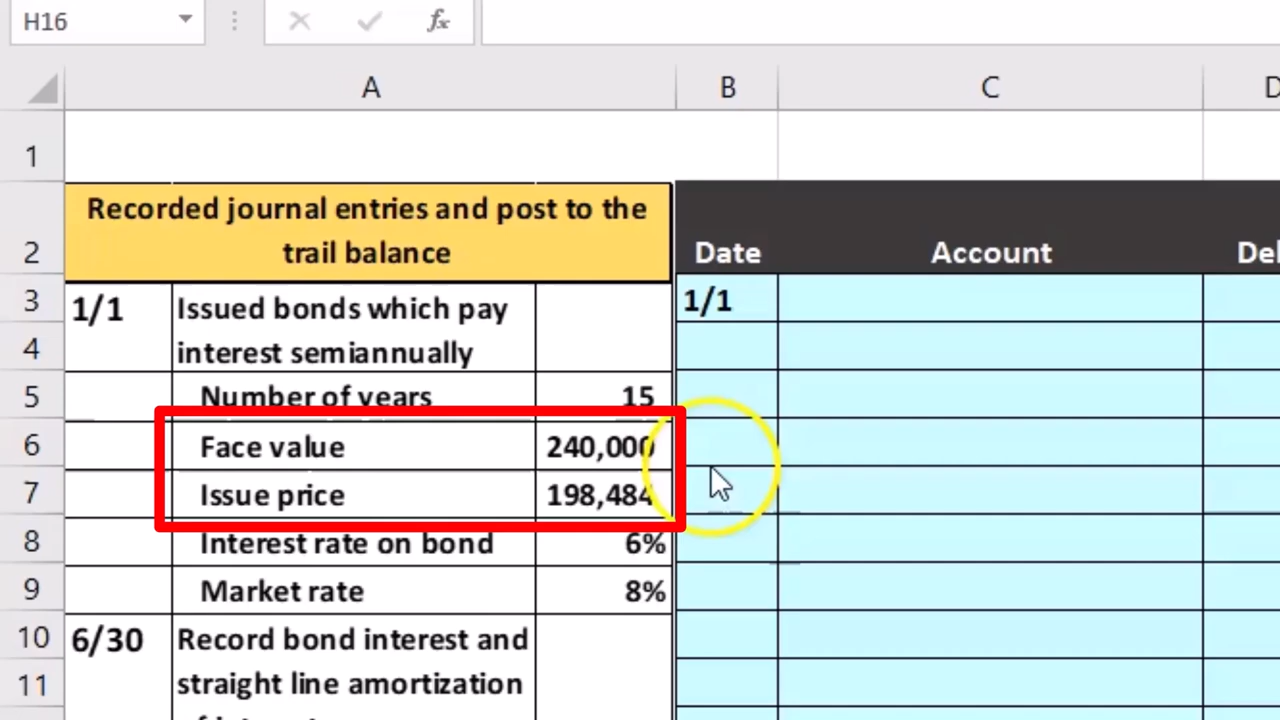 H16 fx
A B C D
1
Recorded journal entries and post to the
trail balance
2 Date Account Del
3 1/1 Issued bonds which pay 1/1
4 interest semiannually
5 Number of years 15
6 Face value 240,000
7 Issue price 198,484
8 Interest rate on bond 6%
9 Market rate 8%
10 6/30 Record bond interest and
11 straight line amortization